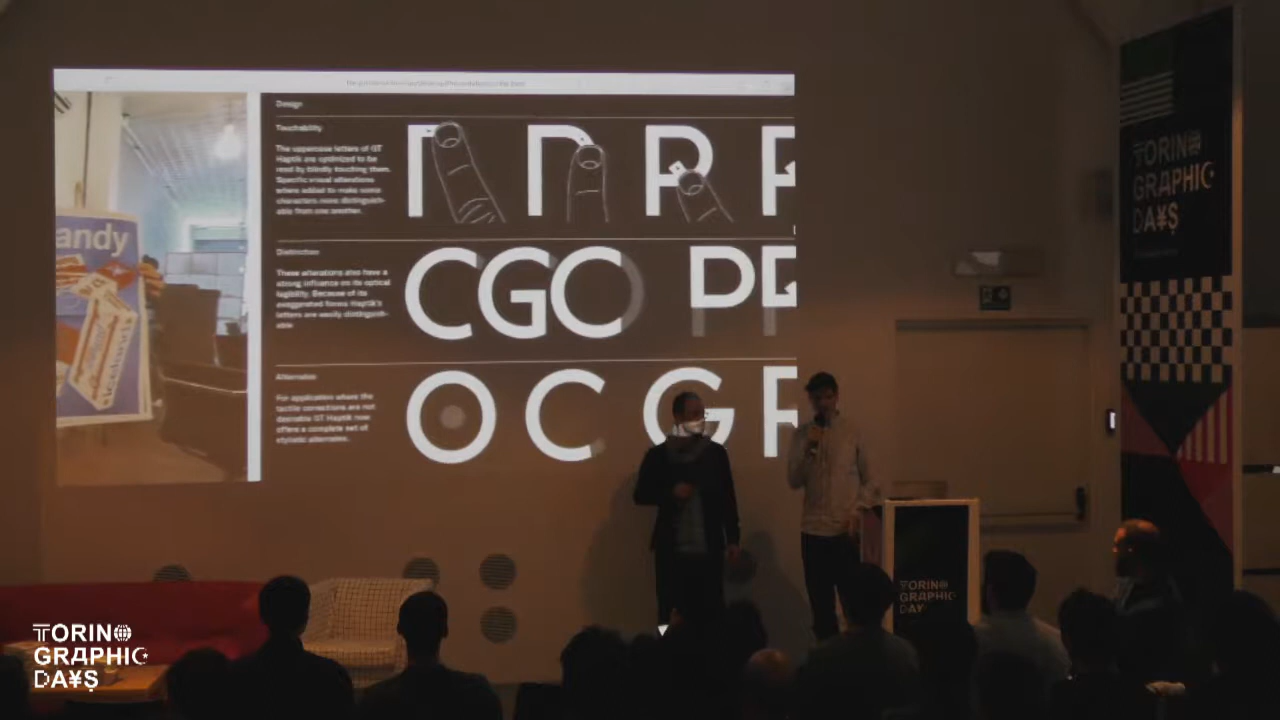 Design
Touchability
The uppercase letters of GT
Haptik are optimized to be
read by blindly touching them.
Specific visual alterations
where added to make some
characters more distinguish-
able from one another.
Distinction
These alterations also have a
strong influence on its optical
legibility. Because of its
exaggerated forms Haptik's
letters are easily distinguish-
able
CGO
Alternates
For application where the
tactile corrections are not
desirable GT Haptik now
offers a complete set of
stylistic alternates.
O C G
andy
TORINO
GRAPHIC
DA¥Ş
TORINO
GRAPHIC
DAY
TORINO
GRAPHIC
DA¥Ş